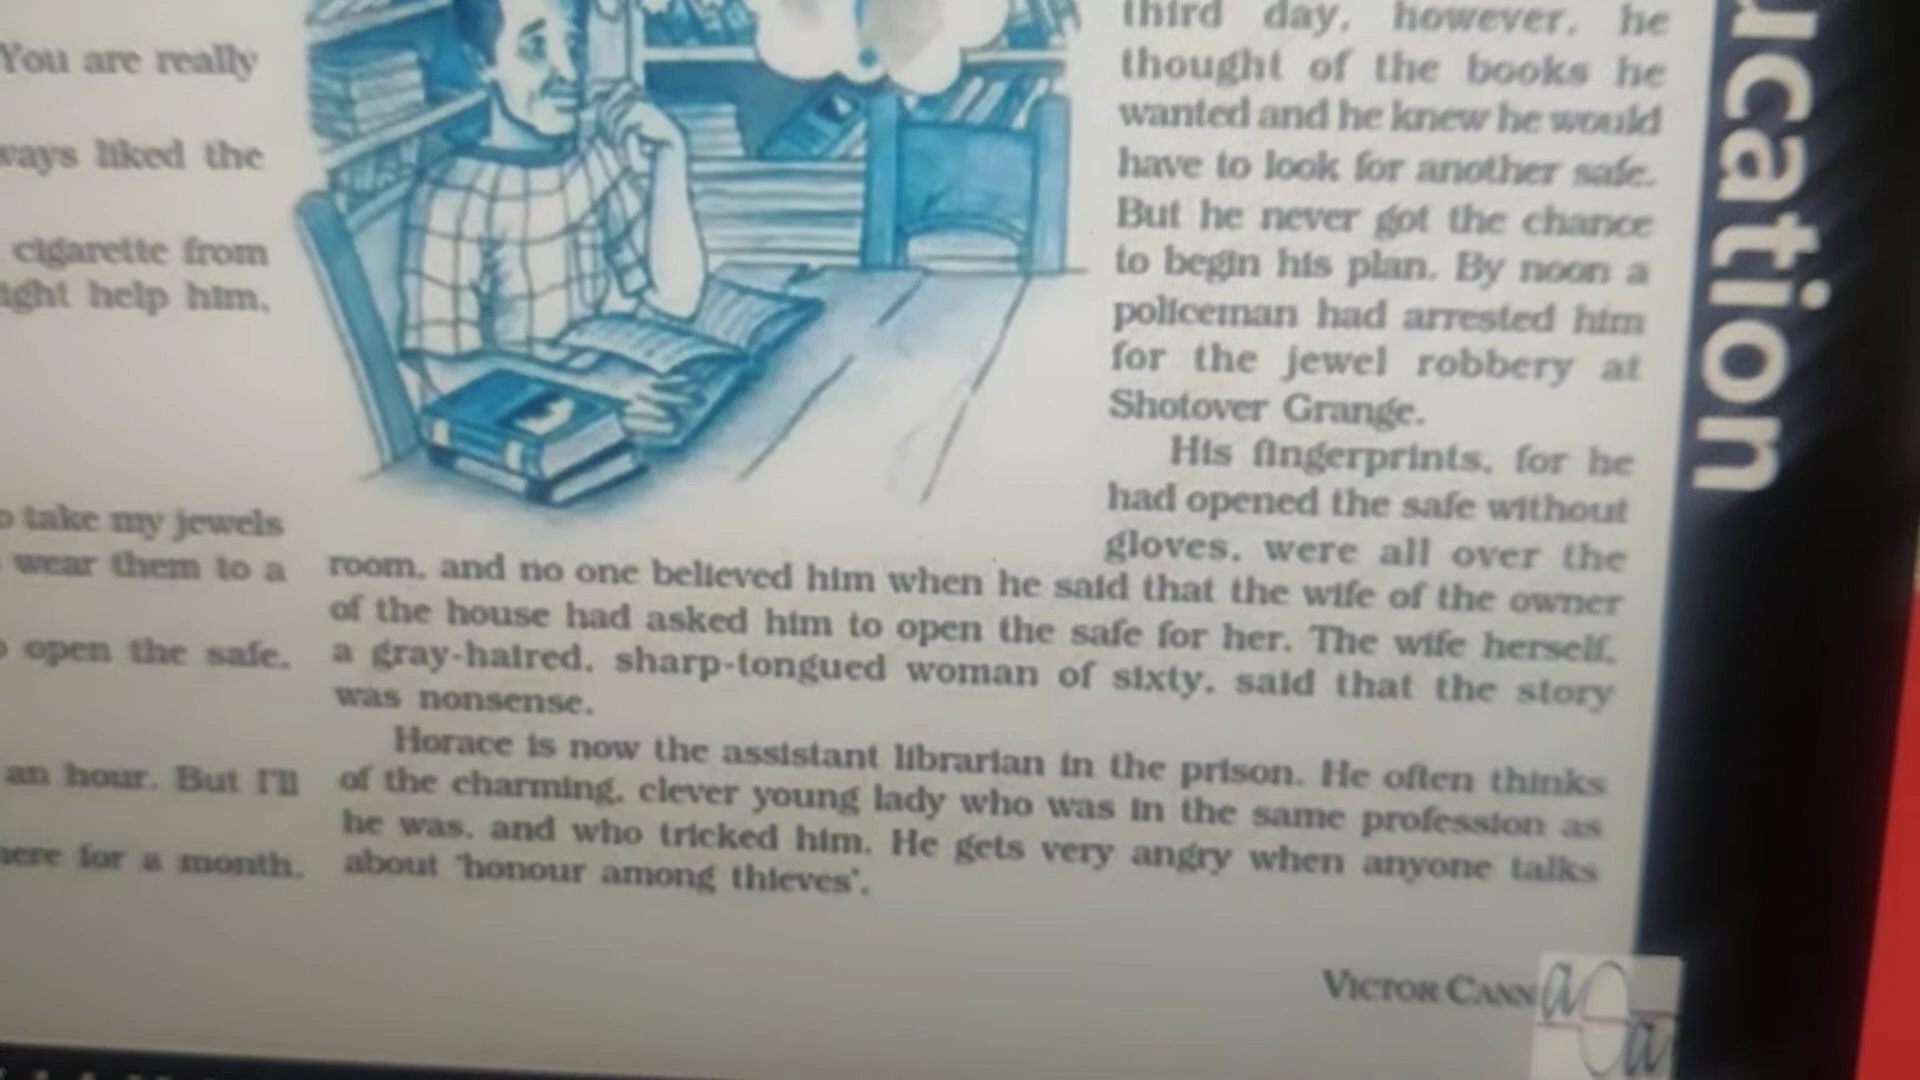 You are really
ways liked the
cigarette from
ight help him.
take my jewels
wear them to a
open the safe.
an hour. But I'll
here for a month.
third day, however, he
thought of the books he
wanted and he knew he would
have to look for another safe.
But he never got the chance
to begin his plan. By noon a
policeman had arrested him
for the jewel robbery at
Shotover Grange.
His fingerprints, for he
had opened the safe without
gloves, were all over the
room, and no one believed him when he said that the wife of the owner
of the house had asked him to open the safe for her. The wife herself,
a gray-haired, sharp-tongued woman of sixty, said that the story
was nonsense.
Horace is now the assistant librarian in the prison. He often thinks
of the charming, clever young lady who was in the same profession as
he was, and who tricked him. He gets very angry when anyone talks
about 'honour among thieves'.
VICTOR CANN
ucation